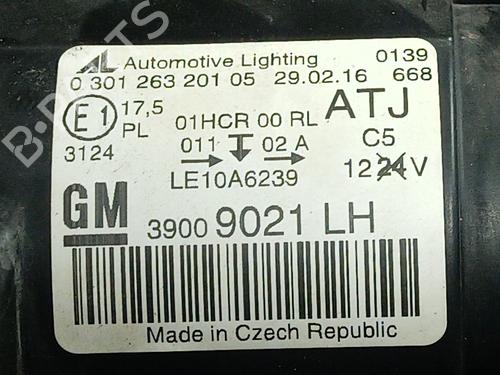 AL Automotive Lighting 0139
0 301 263 201 05 29.02.16 668
E1 17,5 01HCR 00 RL ATJ
PL 011 02 A C5
3124 LE10A6239 12 24 V
GM 3900 9021 LH
Made in Czech Republic